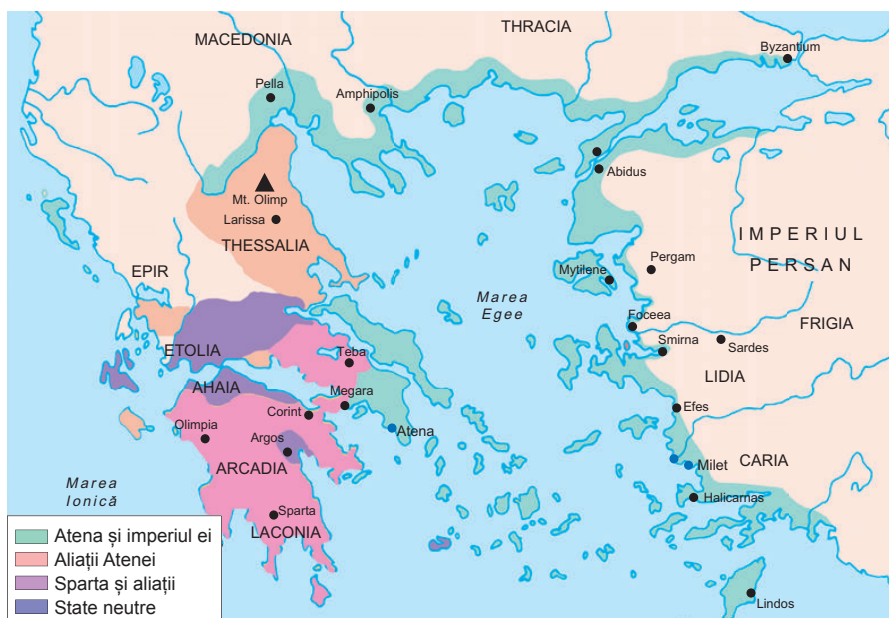 THRACIA
MACEDONIA
Byzantium
Pella
Amphipolis
Abidus
Mt. Olimp
Larissa
THESSALIA
IMPERIUL
PERSAN
EPIR
Pergam
Mytilene
Marea
Egee
Foceea
FRIGIA
Smirna
Sardes
ETOLIA
Teba
LIDIA
AHAIA
Megara
Corint
Efes
Olimpia
Argos
Atena
ARCADIA
Milet
CARIA
Marea
Ionică
Halicarnas
Sparta
LACONIA
Lindos
Atena și imperiul ei
Aliații Atenei
Sparta și aliații
State neutre